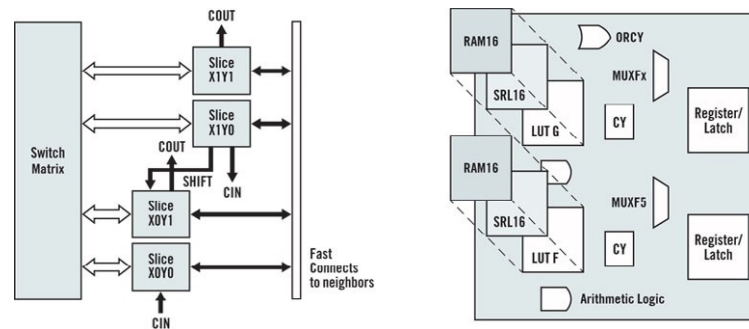 COUT
Slice
X1Y1
Slice
X1Y0
Switch
Matrix
COUT
SHIFT
CIN
Slice
X0Y1
Slice
X0Y0
CIN
Fast
Connects
to neighbors
RAM16
SRL16
LUT G
ORCY
MUXFx
CY
Register/
Latch
RAM16
SRL16
LUT F
MUXF5
CY
Register/
Latch
Arithmetic Logic